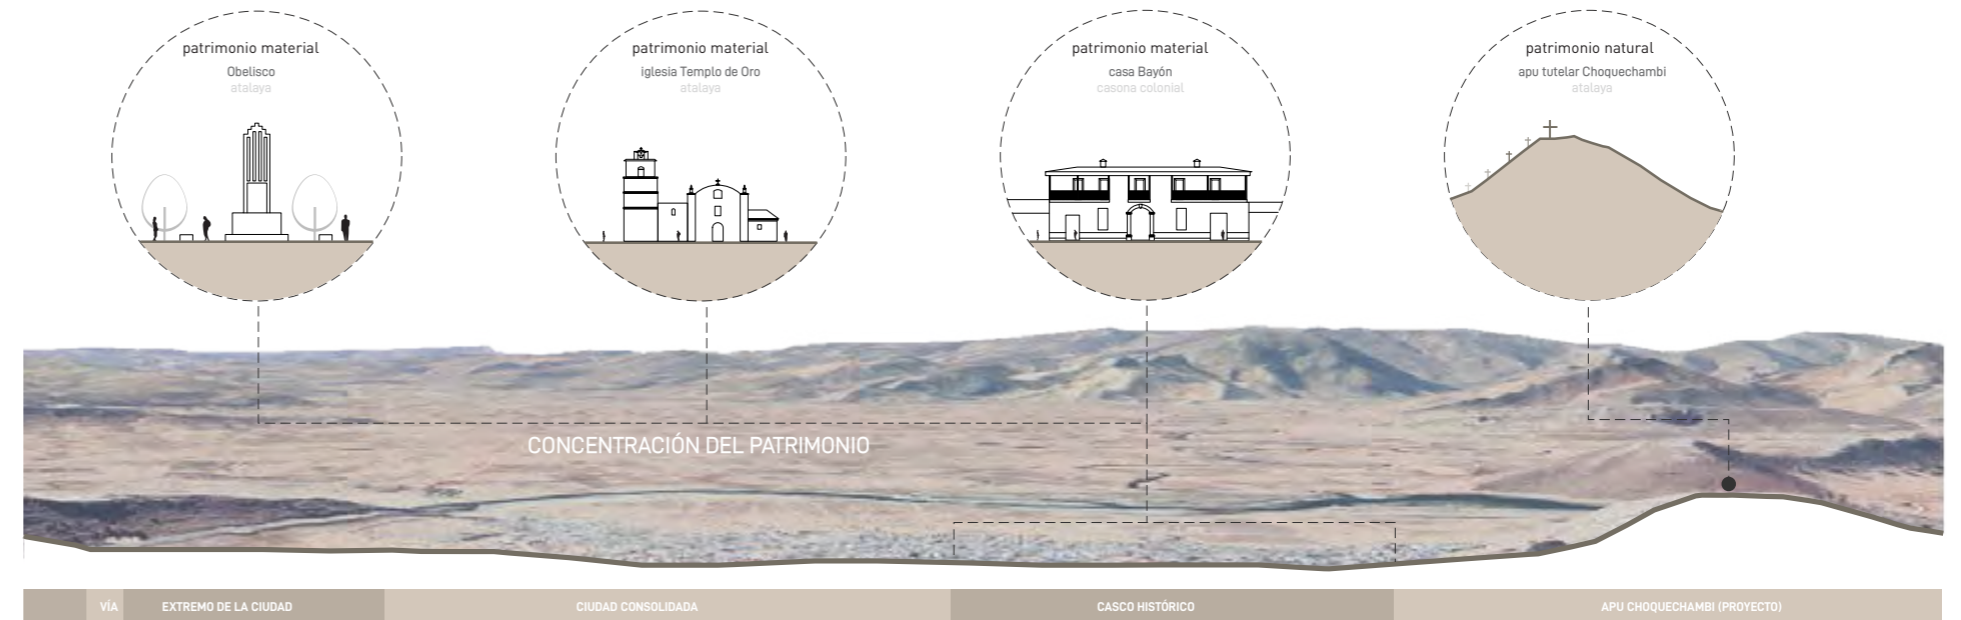 patrimonio material
Obelisco
atalaya
patrimonio material
iglesia Templo de Oro
atalaya
patrimonio material
casa Bayón
casona colonial
patrimonio natural
apu tutelar Choquechambi
atalaya
CONCENTRACIÓN DEL PATRIMONIO
VÍA
EXTREMO DE LA CIUDAD
CIUDAD CONSOLIDADA
CASCO HISTÓRICO
APU CHOQUECHAMBI (PROYECTO)